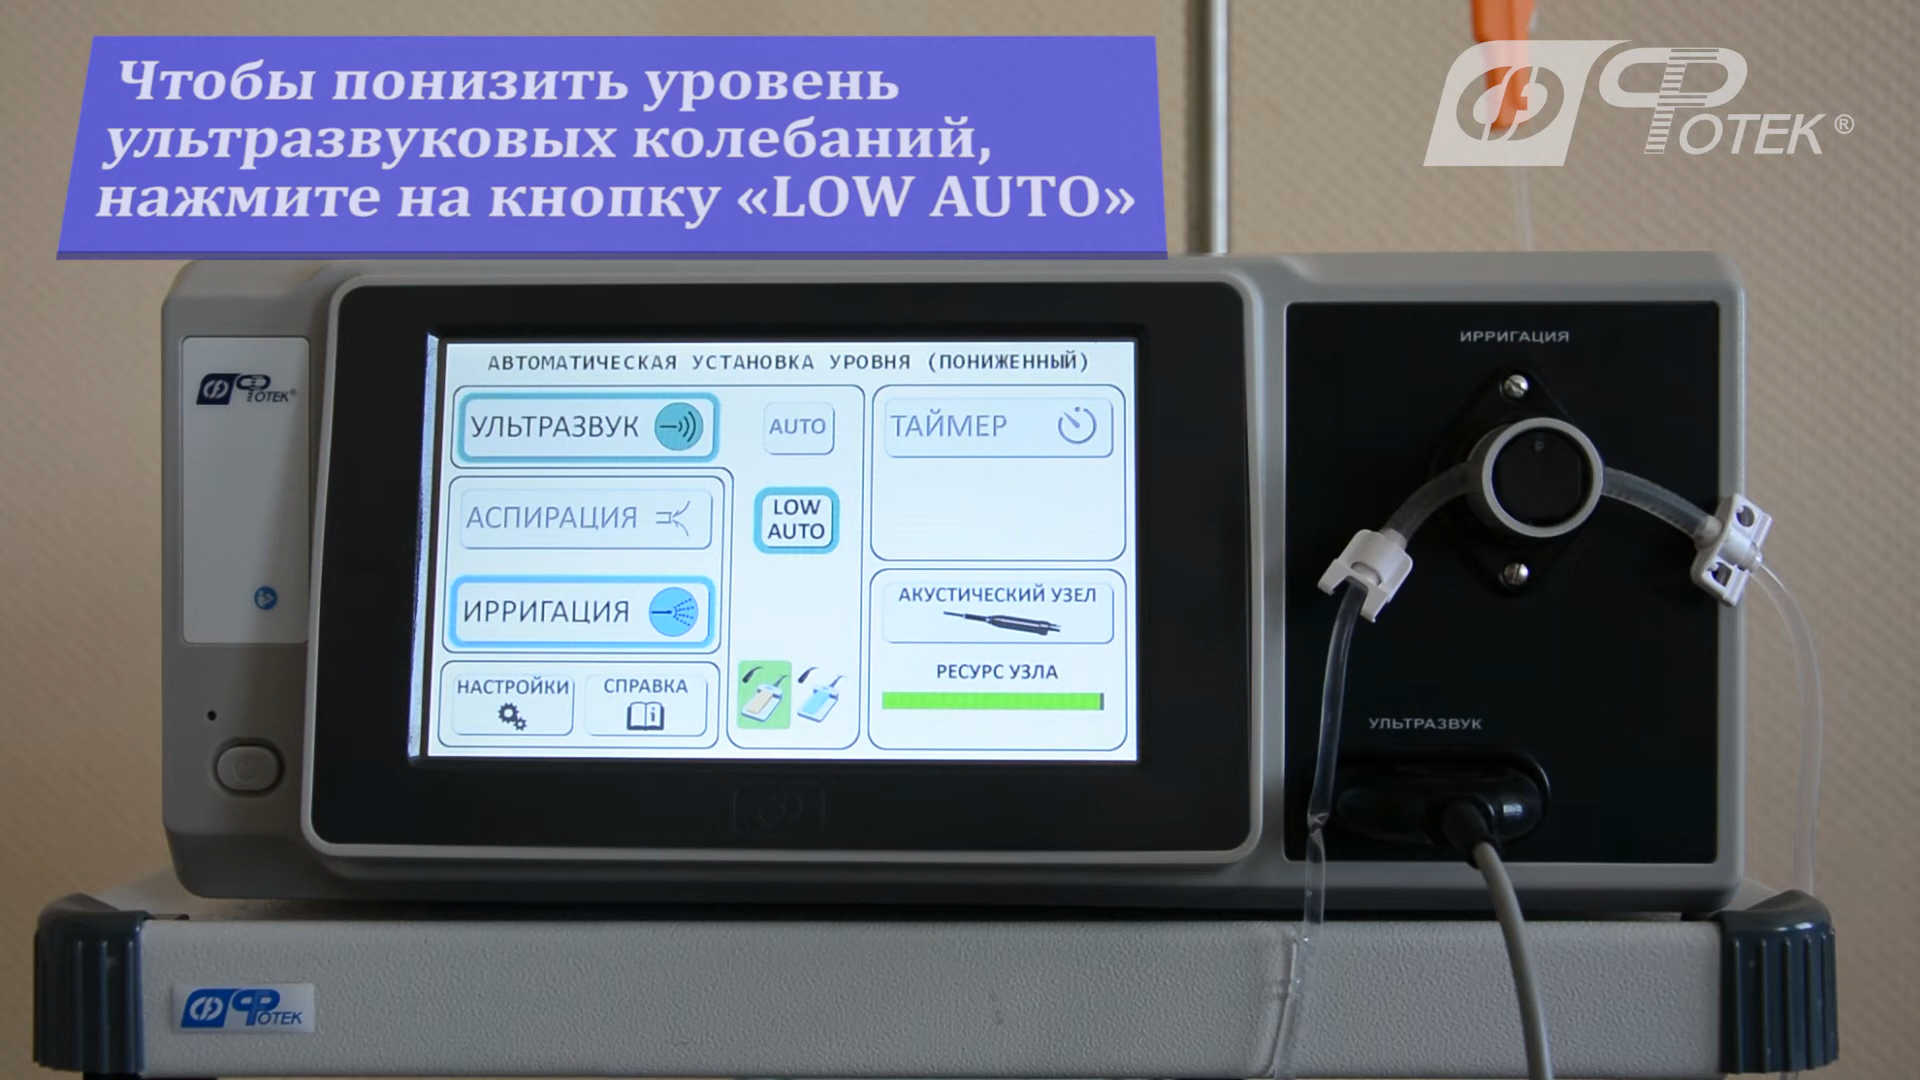 Чтобы понизить уровень
ультразвуковых колебаний,
нажмите на кнопку «LOW AUTO»
ФОТЕК®
ФОТЕК®
АВТОМАТИЧЕСКАЯ УСТАНОВКА УРОВНЯ (ПОНИЖЕННЫЙ)
УЛЬТРАЗВУК
AUTO
ТАЙМЕР
АСПИРАЦИЯ
LOW
AUTO
ИРРИГАЦИЯ
АКУСТИЧЕСКИЙ УЗЕЛ
РЕСУРС УЗЛА
НАСТРОЙКИ
СПРАВКА
ИРРИГАЦИЯ
УЛЬТРАЗВУК
ФОТЕК